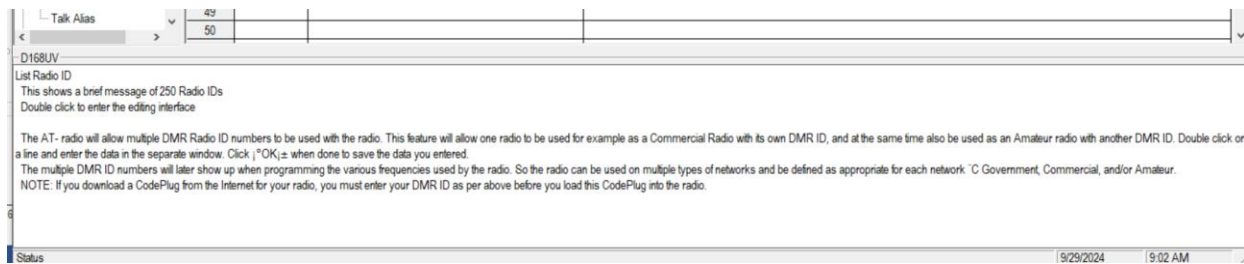 Talk Alias
49
50
D168UV
List Radio ID
This shows a brief message of 250 Radio IDs
Double click to enter the editing interface
The AT- radio will allow multiple DMR Radio ID numbers to be used with the radio. This feature will allow one radio to be used for example as a Commercial Radio with its own DMR ID, and at the same time also be used as an Amateur radio with another DMR ID. Double click on
a line and enter the data in the separate window. Click ¡°OK¡± when done to save the data you entered.
The multiple DMR ID numbers will later show up when programming the various frequencies used by the radio. So the radio can be used on multiple types of networks and be defined as appropriate for each network ¨C Government, Commercial, and/or Amateur.
NOTE: If you download a CodePlug from the Internet for your radio, you must enter your DMR ID as per above before you load this CodePlug into the radio.
6
Status 9/29/2024 9:02 AM